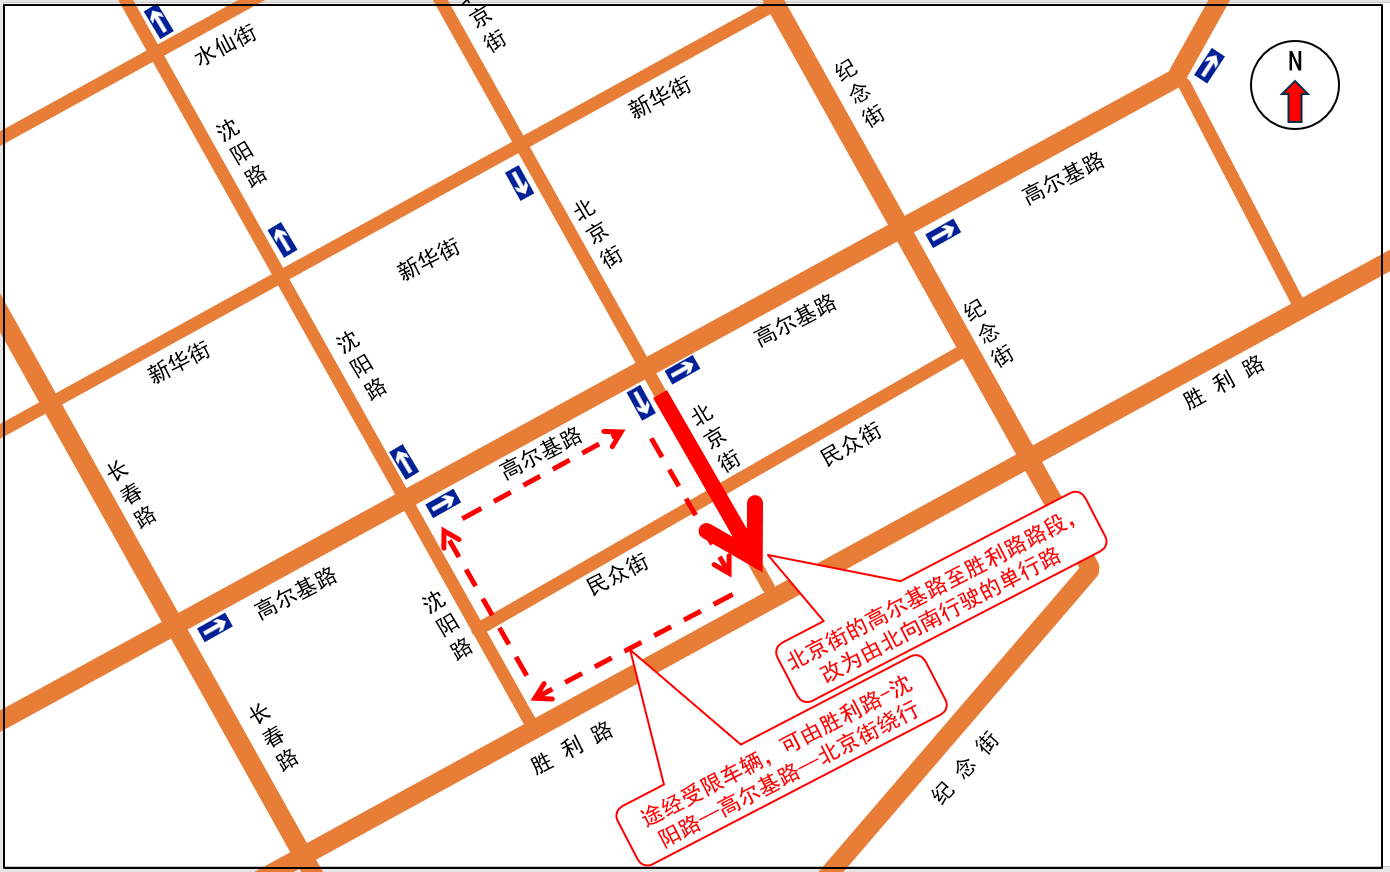 京街
水仙街
N
纪念街
新华街
沈阳路
高尔基路
北京街
新华街
高尔基路
纪念街
沈阳路
新华街
胜利路
北京街
高尔基路
民众街
长春路
北京街的高尔基路至胜利路路段，
改为由北向南行驶的单行路
民众街
高尔基路
沈阳路
途经受限车辆，可由胜利路-沈
阳路—高尔基路—北京街绕行
长春路
胜利路
纪念街